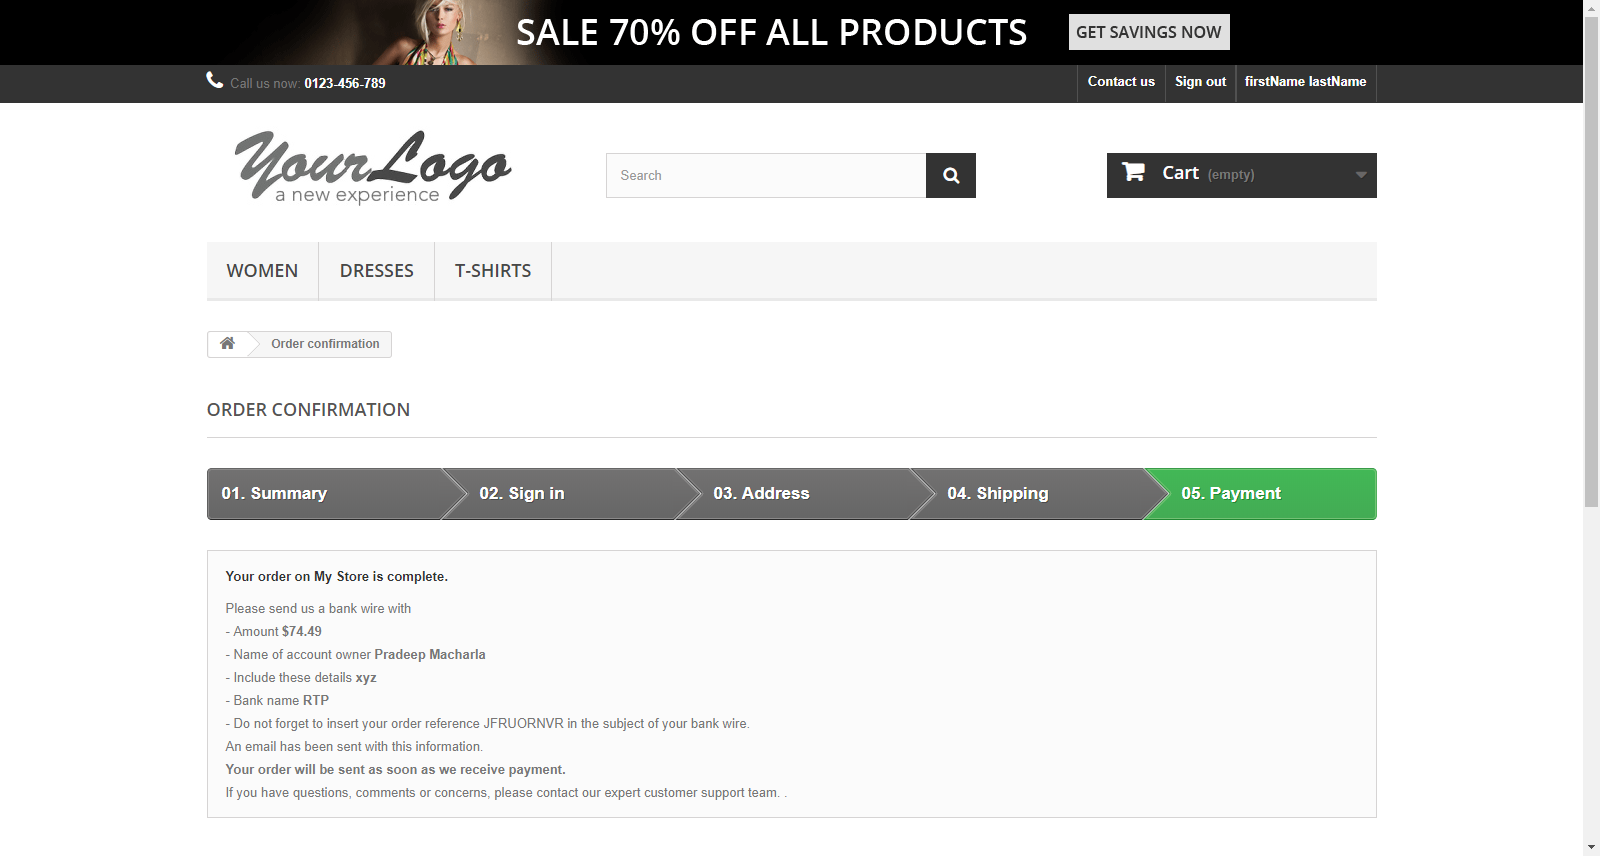 SALE 70% OFF ALL PRODUCTS GET SAVINGS NOW
Call us now: 0123-456-789 Contact us Sign out firstName lastName
Your Logo
a new experience
Search
Cart (empty)
WOMEN DRESSES T-SHIRTS
Order confirmation
ORDER CONFIRMATION
01. Summary 02. Sign in 03. Address 04. Shipping 05. Payment
Your order on My Store is complete.
Please send us a bank wire with
- Amount $74.49
- Name of account owner Pradeep Macharla
- Include these details xyz
- Bank name RTP
- Do not forget to insert your order reference JFRUORNVR in the subject of your bank wire.
An email has been sent with this information.
Your order will be sent as soon as we receive payment.
If you have questions, comments or concerns, please contact our expert customer support team. .